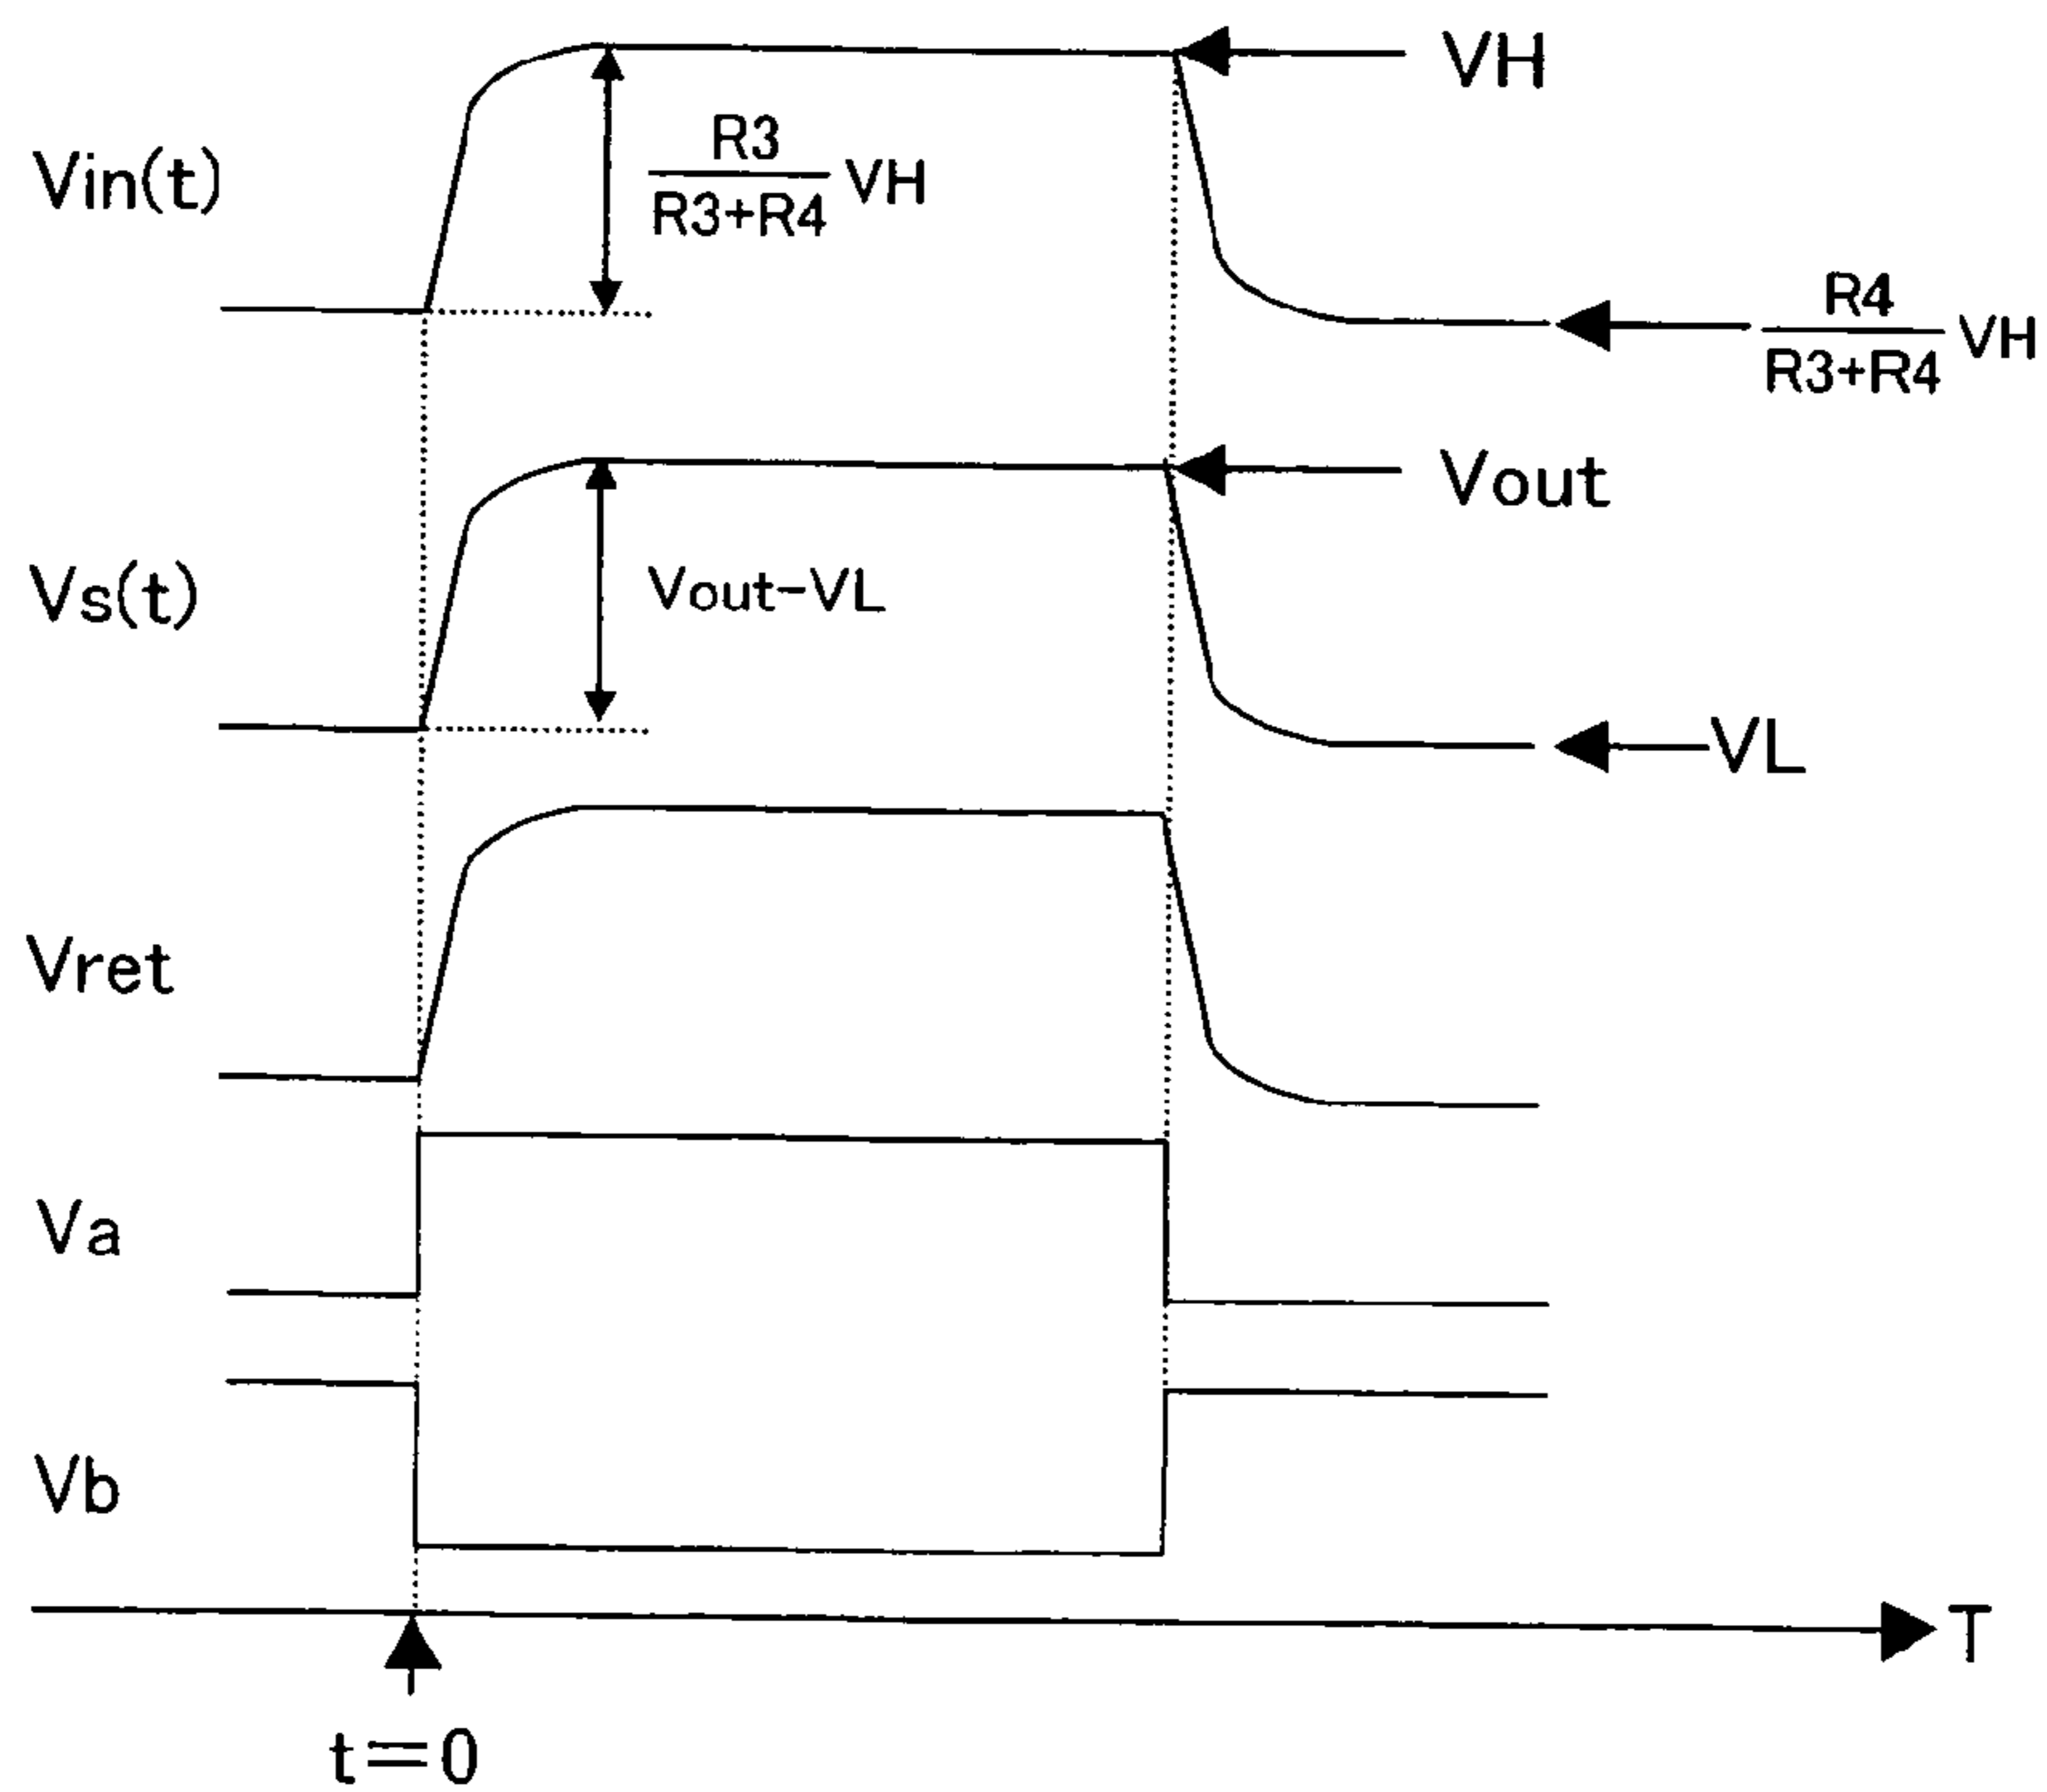 VH
Vin(t)
R3
R3+R4
VH
R4
R3+R4
VH
Vout
Vs(t)
Vout-VL
VL
Vret
Va
Vb
T
t=0